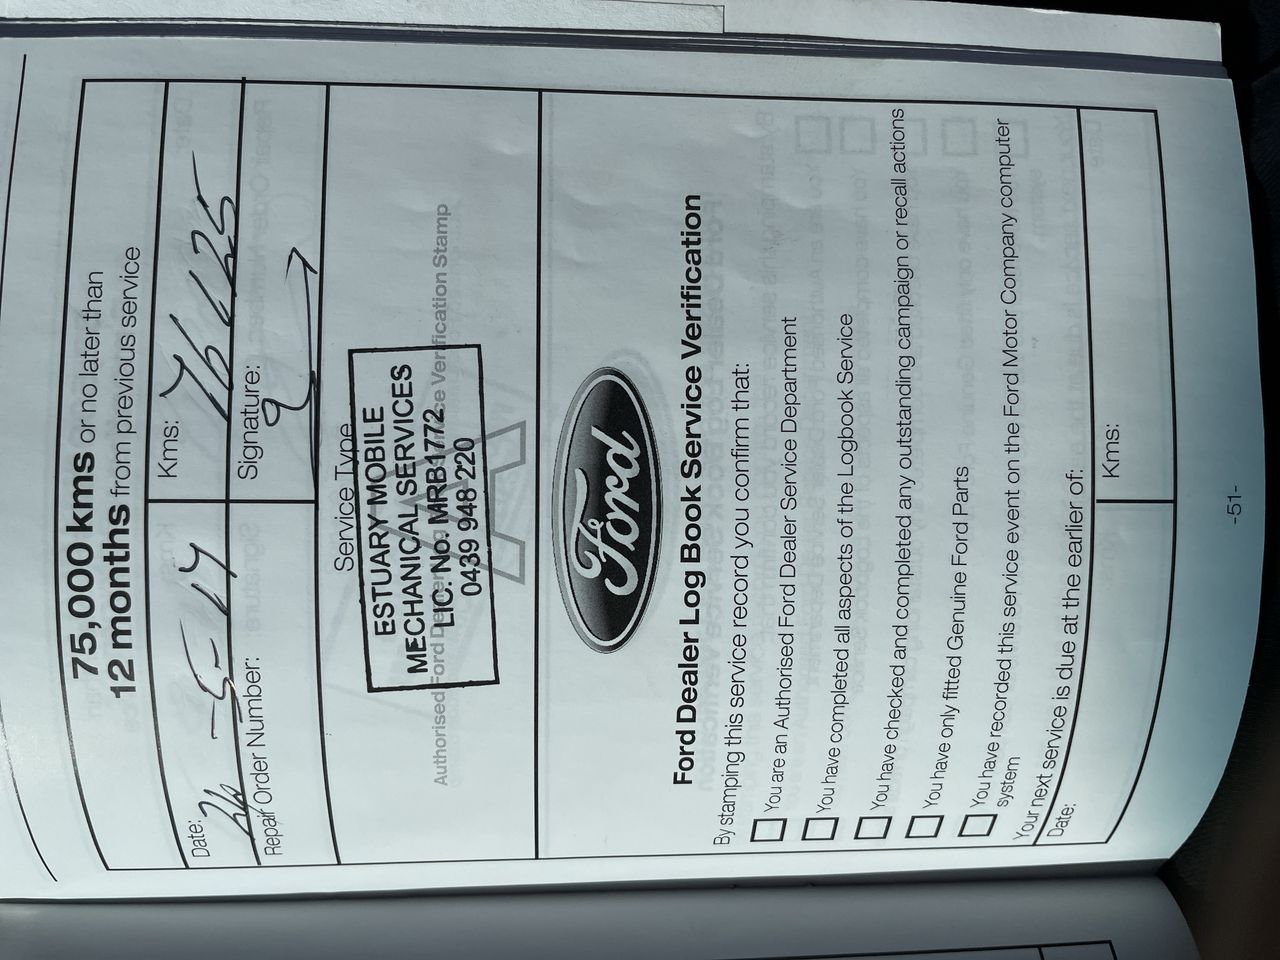 75,000 kms or no later than
12 months from previous service
Date: Kms: 76125
Repair Order Number: Signature:
Service Type
ESTUARY MOBILE
MECHANICAL SERVICES
LIC. No. MRB1772
0439 948 220
Authorised Ford Dealer Service Verification Stamp
Ford
Ford Dealer Log Book Service Verification
By stamping this service record you confirm that:
You are an Authorised Ford Dealer Service Department
You have completed all aspects of the Logbook Service
You have checked and completed any outstanding campaign or recall actions
You have only fitted Genuine Ford Parts
You have recorded this service event on the Ford Motor Company computer
system
Your next service is due at the earlier of:
Date: Kms:
-51-